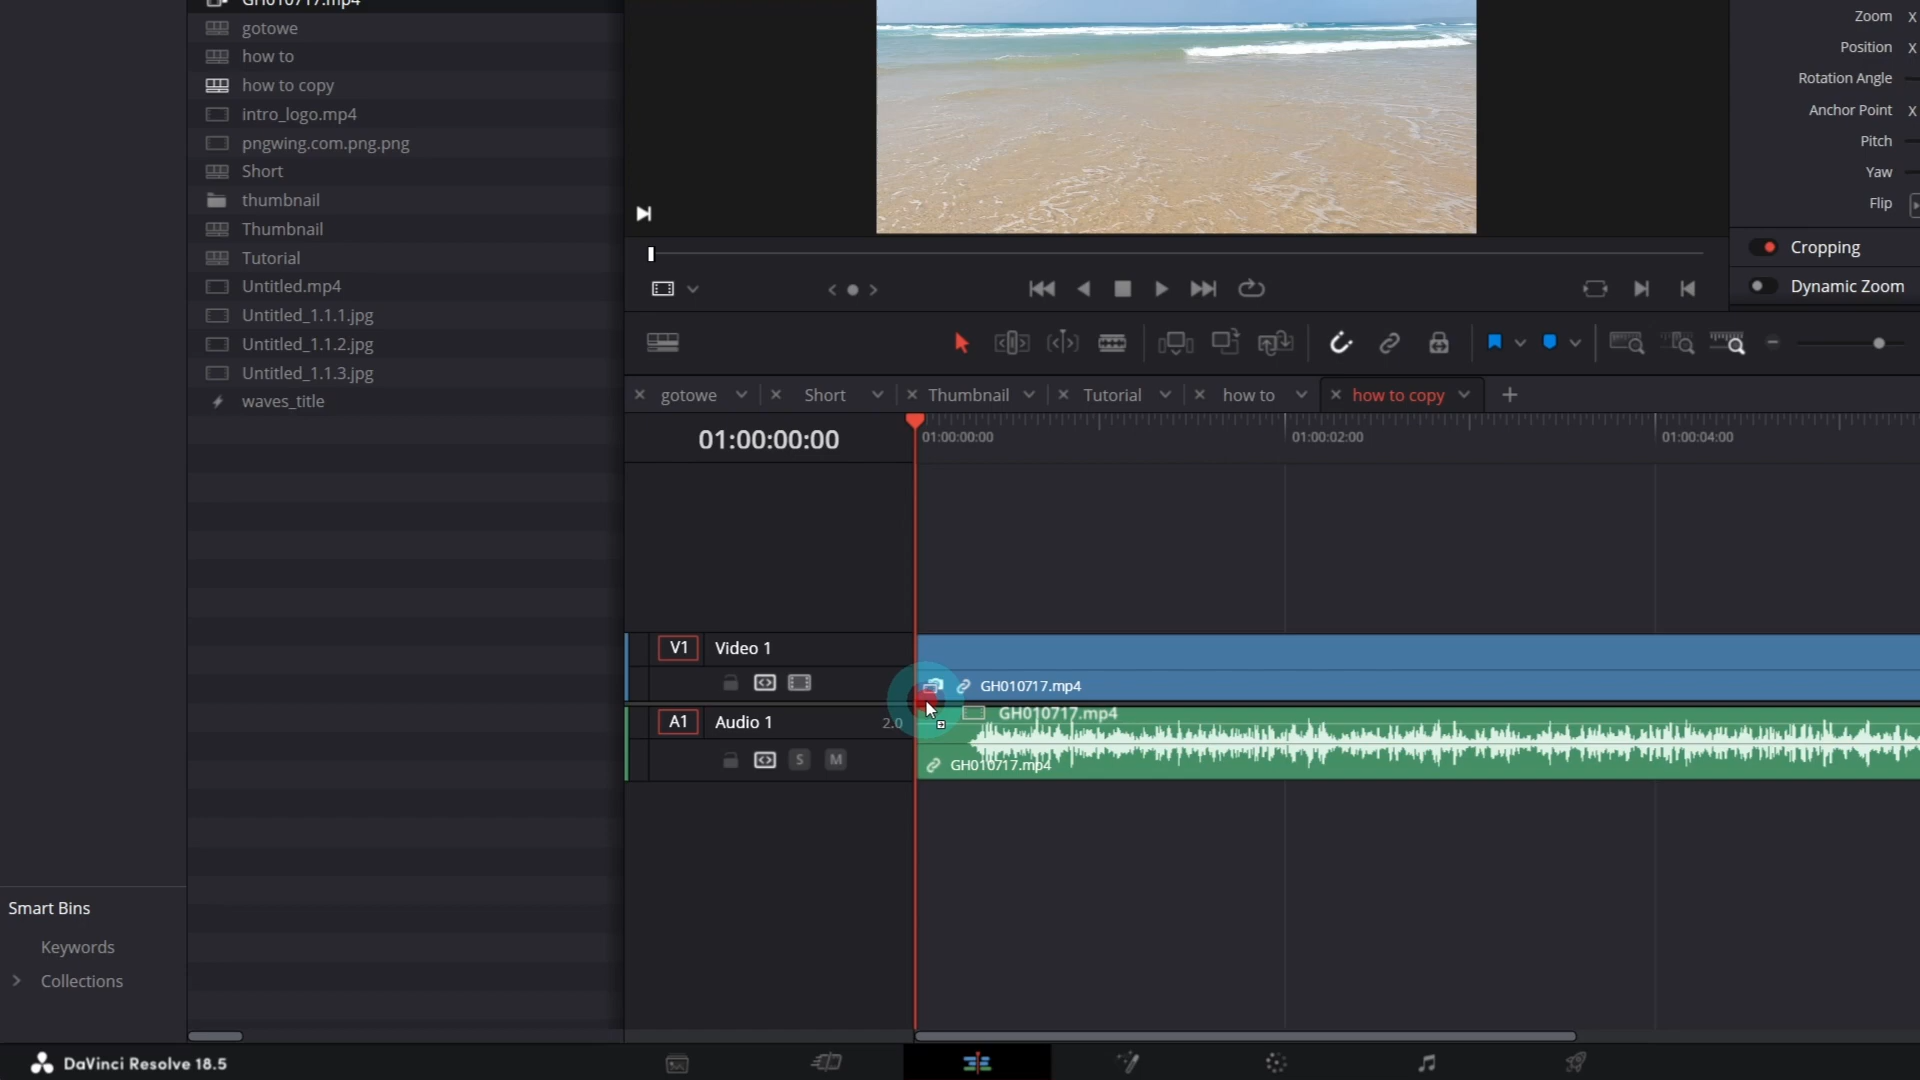 GH010717.mp4
gotowe
how to
how to copy
intro_logo.mp4
pngwing.com.png.png
Short
thumbnail
Thumbnail
Tutorial
Untitled.mp4
Untitled_1.1.1.jpg
Untitled_1.1.2.jpg
Untitled_1.1.3.jpg
waves_title
Smart Bins
Keywords
Collections
Zoom X
Position X
Rotation Angle
Anchor Point X
Pitch
Yaw
Flip
Cropping
Dynamic Zoom
gotowe Short Thumbnail Tutorial how to how to copy
01:00:00:00
01:00:00:00 01:00:02:00 01:00:04:00
V1 Video 1
GH010717.mp4
A1 Audio 1 2.0
GH010717.mp4
S M
GH010717.mp4
DaVinci Resolve 18.5